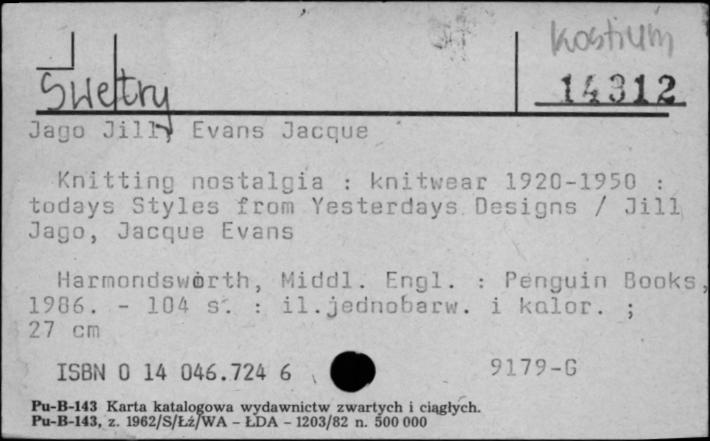 kostium
Swetry
14312
Jago Jill, Evans Jacque
Knitting nostalgia : knitwear 1920-1950 :
todays Styles from Yesterdays Designs / Jill
Jago, Jacque Evans
Harmondsworth, Middl. Engl. : Penguin Books,
1986. - 104 s. : il.jednobarw. i kolor. ;
27 cm
ISBN 0 14 046.724 6
9179-G
Pu-B-143 Karta katalogowa wydawnictw zwartych i ciągłych.
Pu-B-143, z. 1962/S/Łź/WA - ŁDA - 1203/82 n. 500 000